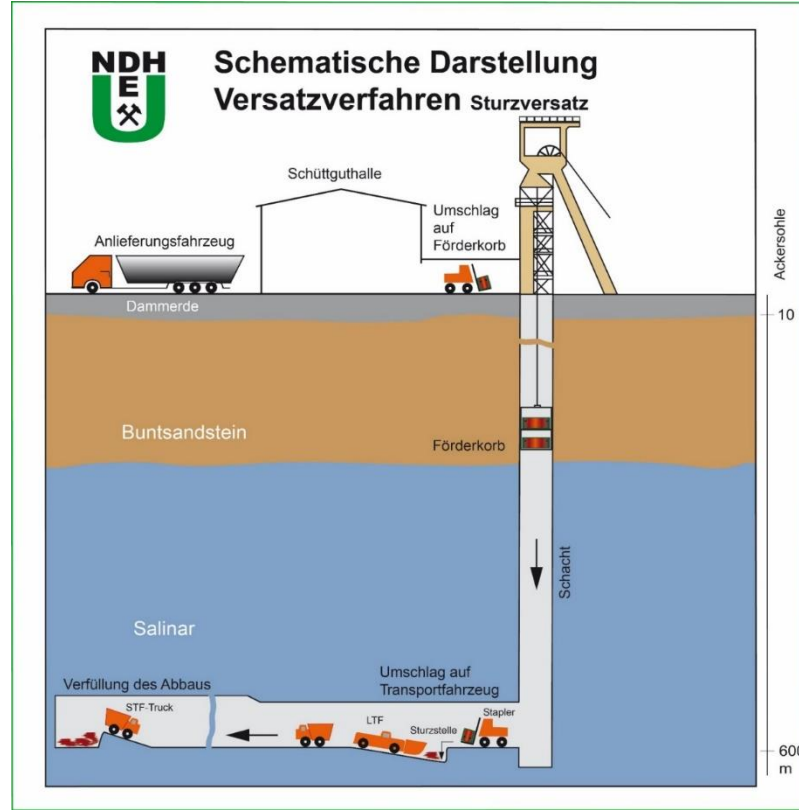 NDH
E
Schematische Darstellung
Versatzverfahren Sturzversatz
Schüttguthalle
Umschlag
auf
Förderkorb
Anlieferungsfahrzeug
Ackersohle
Dammerde
10
Buntsandstein
Förderkorb
Schacht
Salinar
Umschlag auf
Transportfahrzeug
Verfüllung des Abbaus
STF-Truck
LTF
Sturzstelle
Stapler
600
m